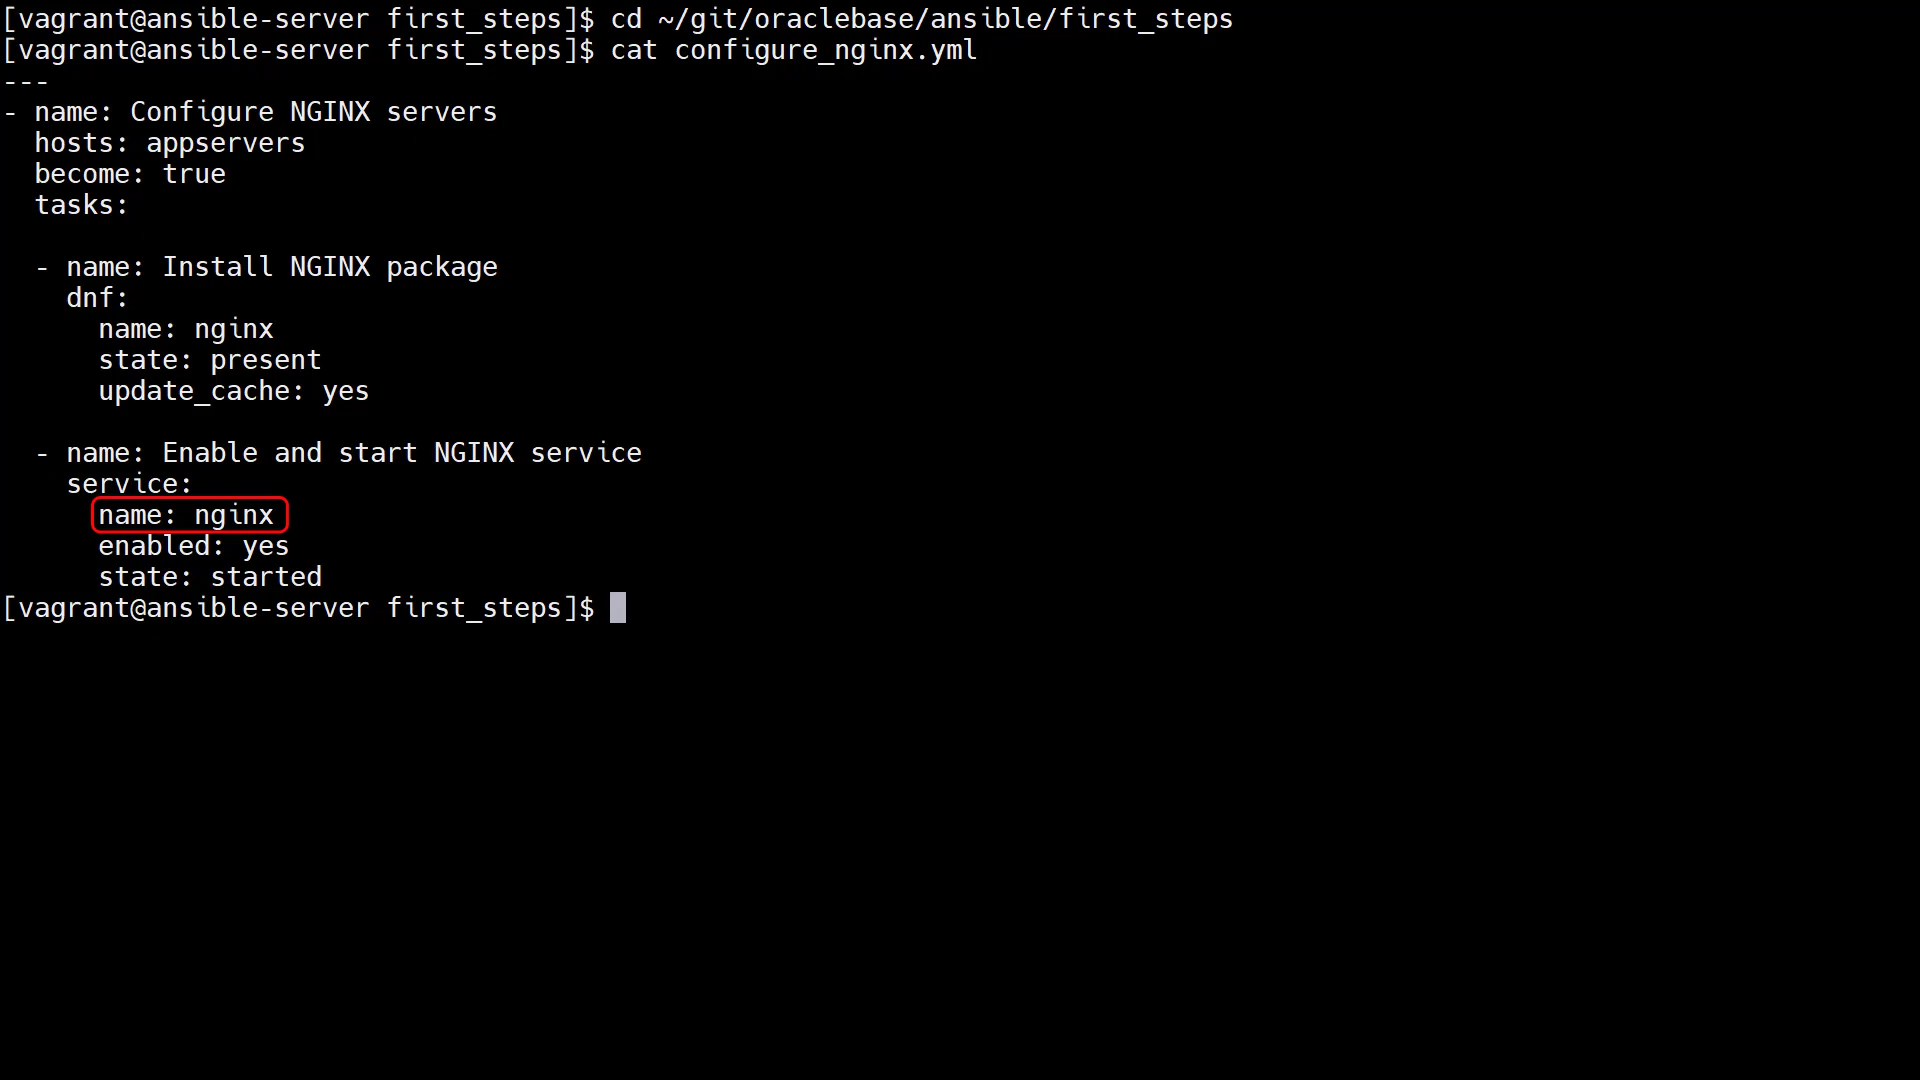 [vagrant@ansible-server first_steps]$ cd ~/git/oraclebase/ansible/first_steps
[vagrant@ansible-server first_steps]$ cat configure_nginx.yml
---
- name: Configure NGINX servers
  hosts: appservers
  become: true
  tasks:

  - name: Install NGINX package
    dnf:
      name: nginx
      state: present
      update_cache: yes

  - name: Enable and start NGINX service
    service:
      name: nginx
      enabled: yes
      state: started
[vagrant@ansible-server first_steps]$